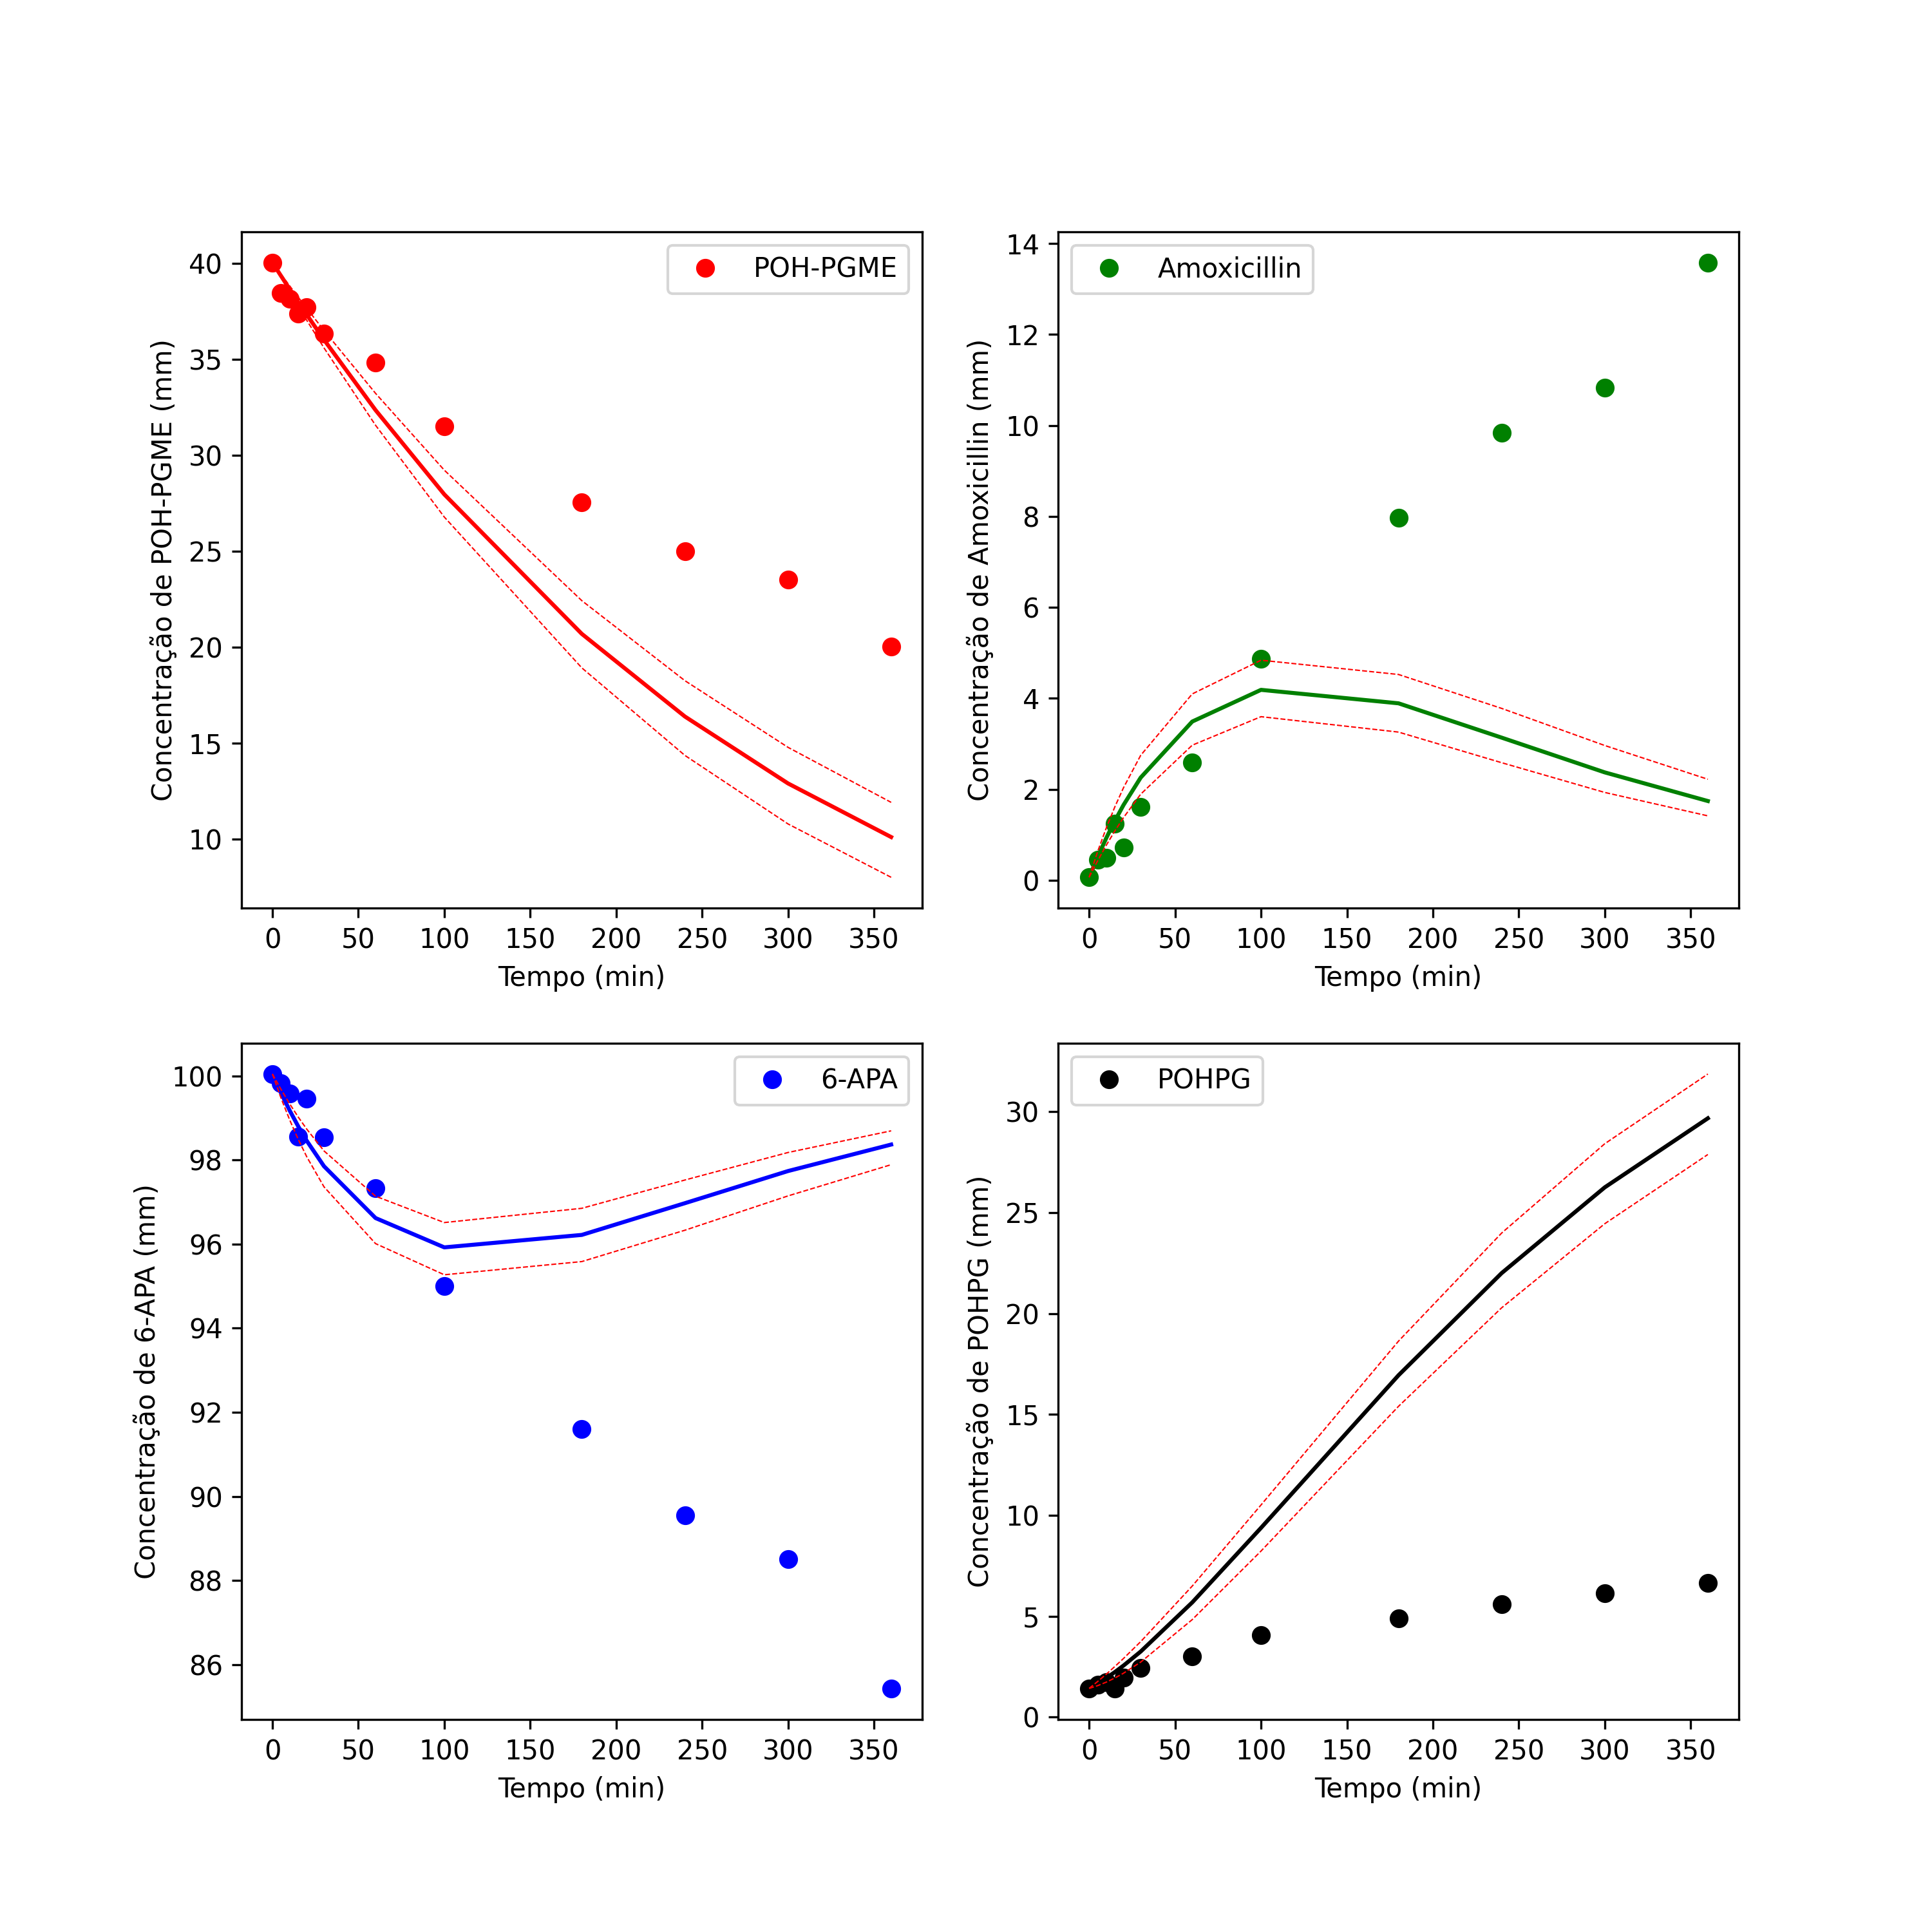 POH-PGME
Concentração de POH-PGME (mm)
40
35
30
25
20
15
10
0 50 100 150 200 250 300 350
Tempo (min)
Amoxicillin
Concentração de Amoxicillin (mm)
14
12
10
8
6
4
2
0
0 50 100 150 200 250 300 350
Tempo (min)
6-APA
Concentração de 6-APA (mm)
100
98
96
94
92
90
88
86
0 50 100 150 200 250 300 350
Tempo (min)
POHPG
Concentração de POHPG (mm)
30
25
20
15
10
5
0
0 50 100 150 200 250 300 350
Tempo (min)